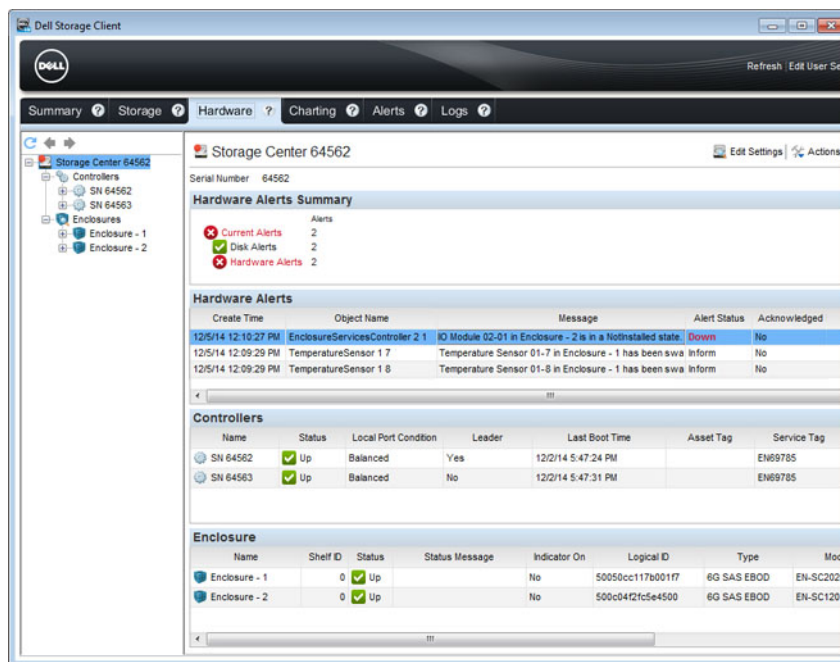 Dell Storage Client
DELL
Refresh Edit User Se
Summary ? Storage ? Hardware ? Charting ? Alerts ? Logs ?
Storage Center 64562
Controllers
SN 64562
SN 64563
Enclosures
Enclosure - 1
Enclosure - 2
Storage Center 64562
Edit Settings Actions
Serial Number 64562
Hardware Alerts Summary
Alerts
Current Alerts 2
Disk Alerts 2
Hardware Alerts 2
Hardware Alerts
Create Time Object Name Message Alert Status Acknowledged
12/5/14 12:10:27 PM EnclosureServicesController 2 1 IO Module 02-01 in Enclosure - 2 is in a NotInstalled state. Down No
12/5/14 12:09:29 PM TemperatureSensor 1 7 Temperature Sensor 01-7 in Enclosure - 1 has been swa Inform No
12/5/14 12:09:29 PM TemperatureSensor 1 8 Temperature Sensor 01-8 in Enclosure - 1 has been swa Inform No
Controllers
Name Status Local Port Condition Leader Last Boot Time Asset Tag Service Tag
SN 64562 Up Balanced Yes 12/2/14 5:47:24 PM EN69785
SN 64563 Up Balanced No 12/2/14 5:47:31 PM EN69785
Enclosure
Name Shelf ID Status Status Message Indicator On Logical ID Type Moc
Enclosure - 1 0 Up No 50050cc117b001f7 6G SAS EBOD EN-SC202
Enclosure - 2 0 Up No 500c04f2fc5e4500 6G SAS EBOD EN-SC120